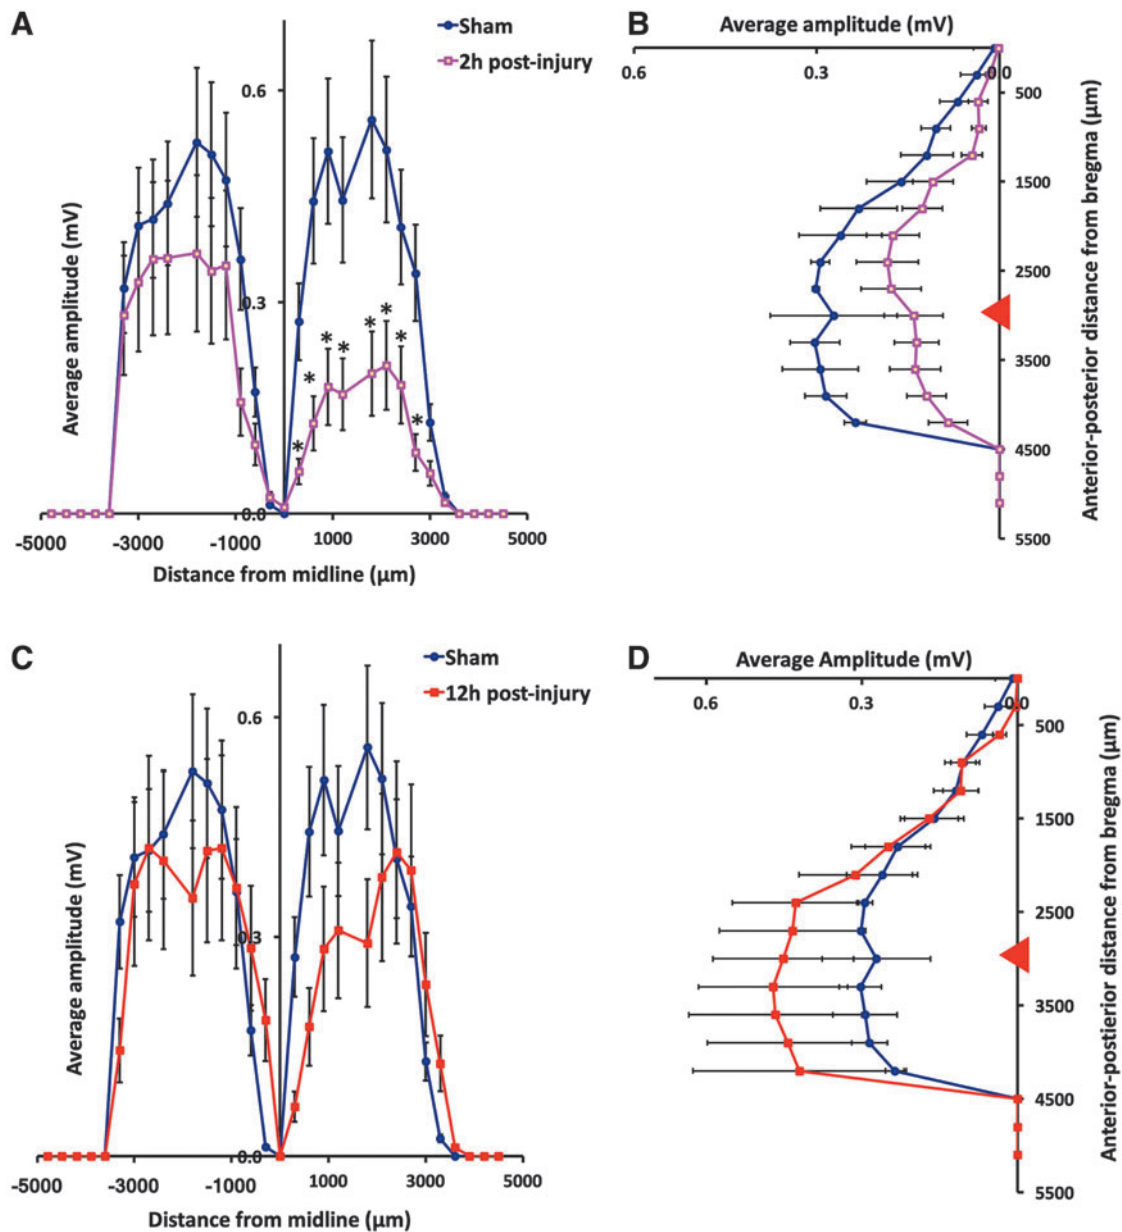 A
Sham
2h post-injury
0.6
0.3
0.0
-5000
-3000
-1000
1000
3000
5000
Average amplitude (mV)
Distance from midline (µm)
* * * * * * * *
B
Average amplitude (mV)
0.6
0.3
0.0
500
1500
2500
3500
4500
5500
Anterior-posterior distance from bregma (µm)
C
Sham
12h post-injury
0.6
0.3
0.0
-5000
-3000
-1000
1000
3000
5000
Average amplitude (mV)
Distance from midline (µm)
D
Average Amplitude (mV)
0.6
0.3
0.0
500
1500
2500
3500
4500
5500
Anterior-postierior distance from bregma (µm)